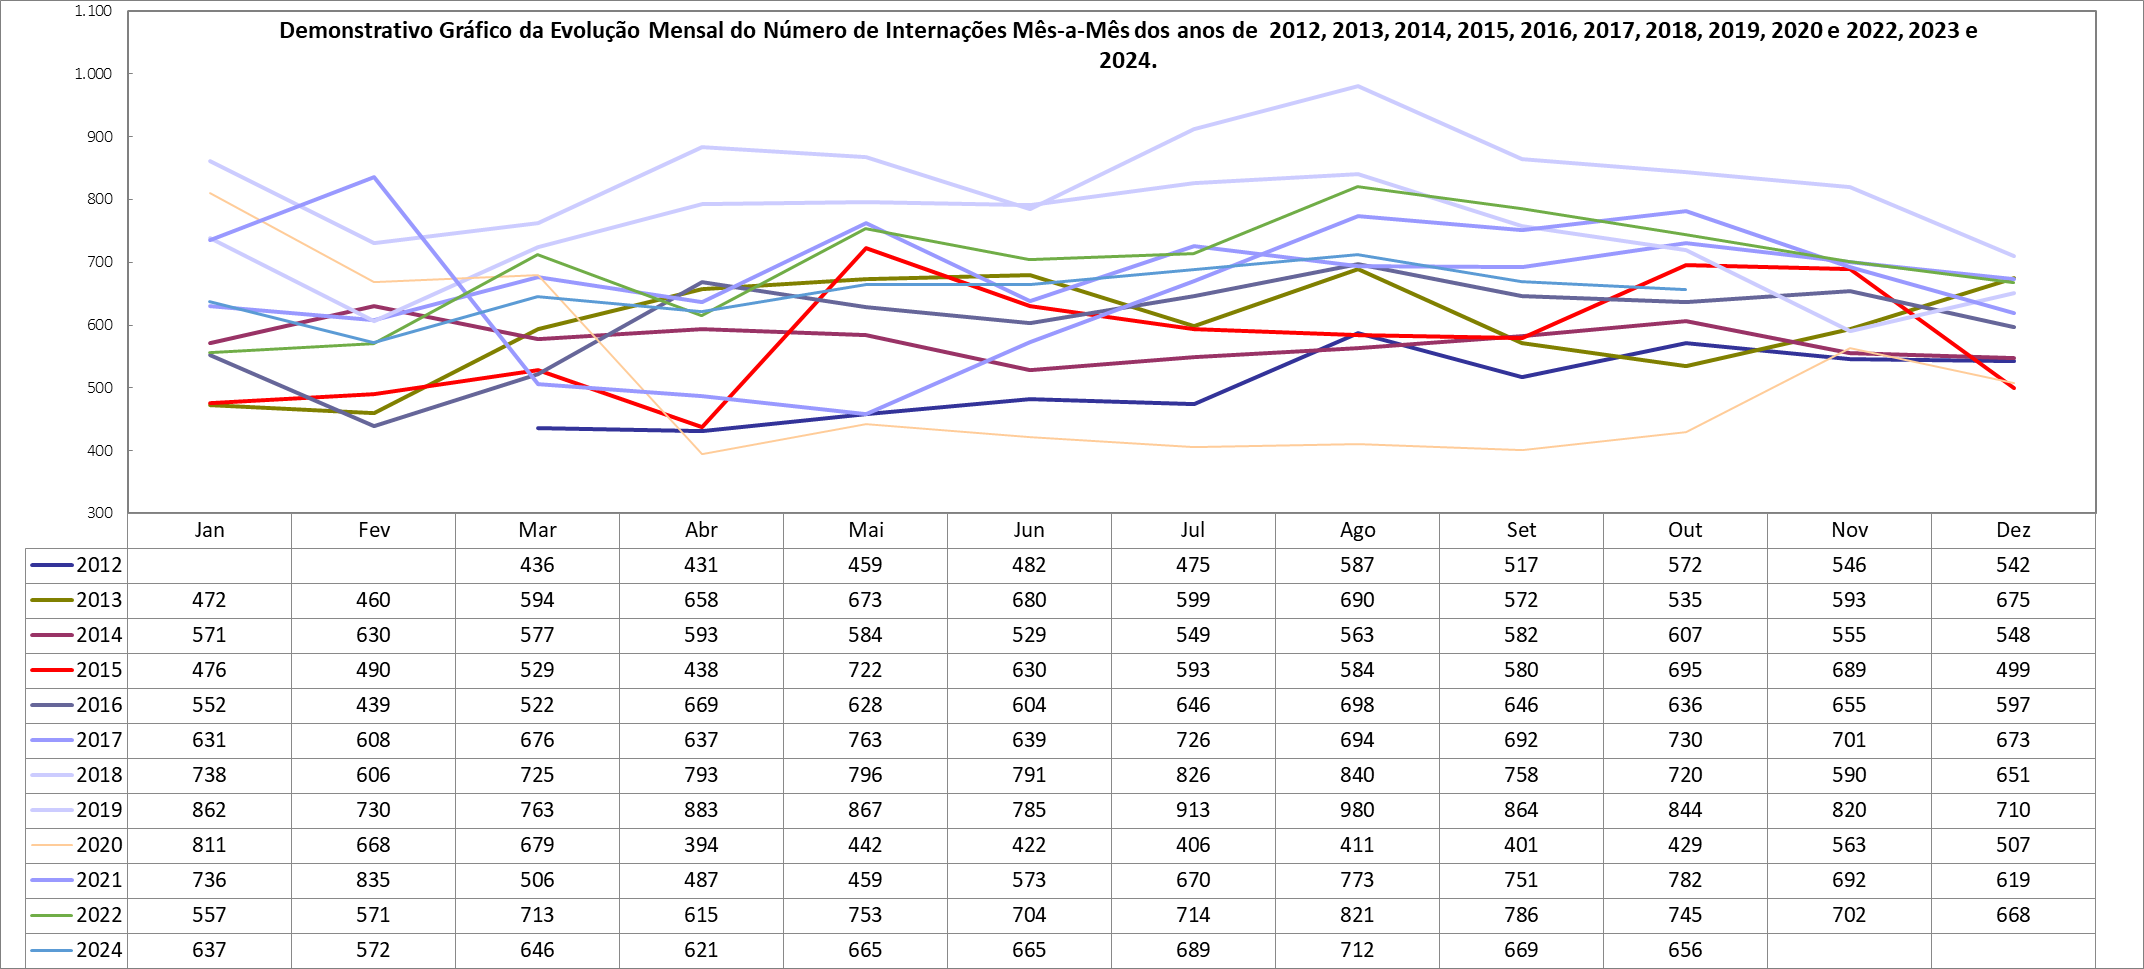 Demonstrativo Gráfico da Evolução Mensal do Número de Internações Mês-a-Mês dos anos de 2012, 2013, 2014, 2015, 2016, 2017, 2018, 2019, 2020 e 2022, 2023 e
2024.
1.100
1.000
900
800
700
600
500
400
300
Jan Fev Mar Abr Mai Jun Jul Ago Set Out Nov Dez
2012 436 431 459 482 475 587 517 572 546 542
2013 472 460 594 658 673 680 599 690 572 535 593 675
2014 571 630 577 593 584 529 549 563 582 607 555 548
2015 476 490 529 438 722 630 593 584 580 695 689 499
2016 552 439 522 669 628 604 646 698 646 636 655 597
2017 631 608 676 637 763 639 726 694 692 730 701 673
2018 738 606 725 793 796 791 826 840 758 720 590 651
2019 862 730 763 883 867 785 913 980 864 844 820 710
2020 811 668 679 394 442 422 406 411 401 429 563 507
2021 736 835 506 487 459 573 670 773 751 782 692 619
2022 557 571 713 615 753 704 714 821 786 745 702 668
2024 637 572 646 621 665 665 689 712 669 656